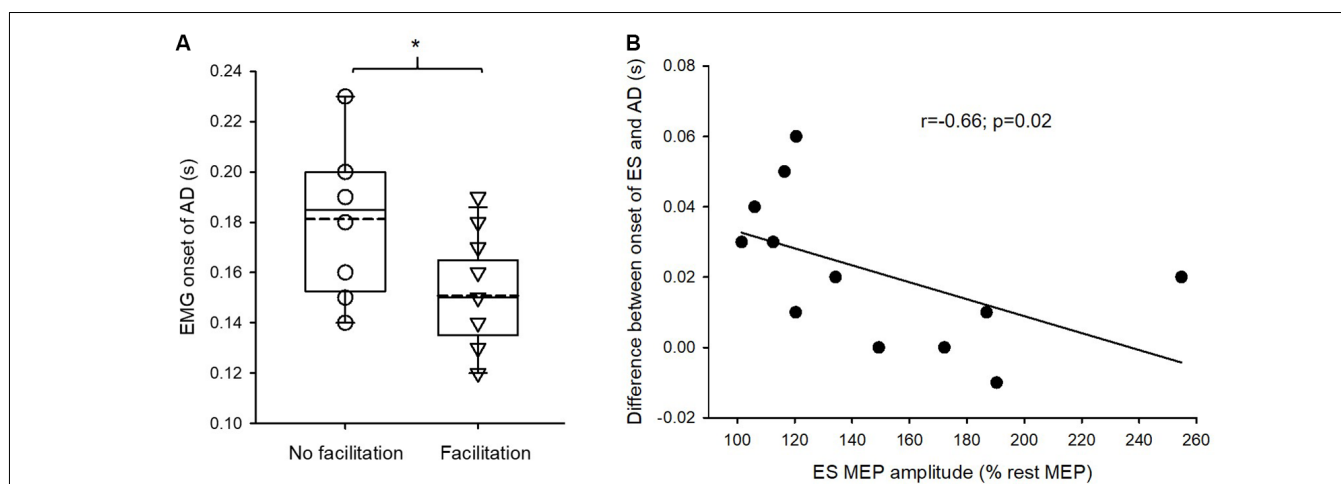 A
*
EMG onset of AD (s)
0.24
0.22
0.20
0.18
0.16
0.14
0.12
0.10
No facilitation
Facilitation
B
Difference between onset of ES and AD (s)
0.08
0.06
0.04
0.02
0.00
-0.02
r=-0.66; p=0.02
100 120 140 160 180 200 220 240 260
ES MEP amplitude (% rest MEP)